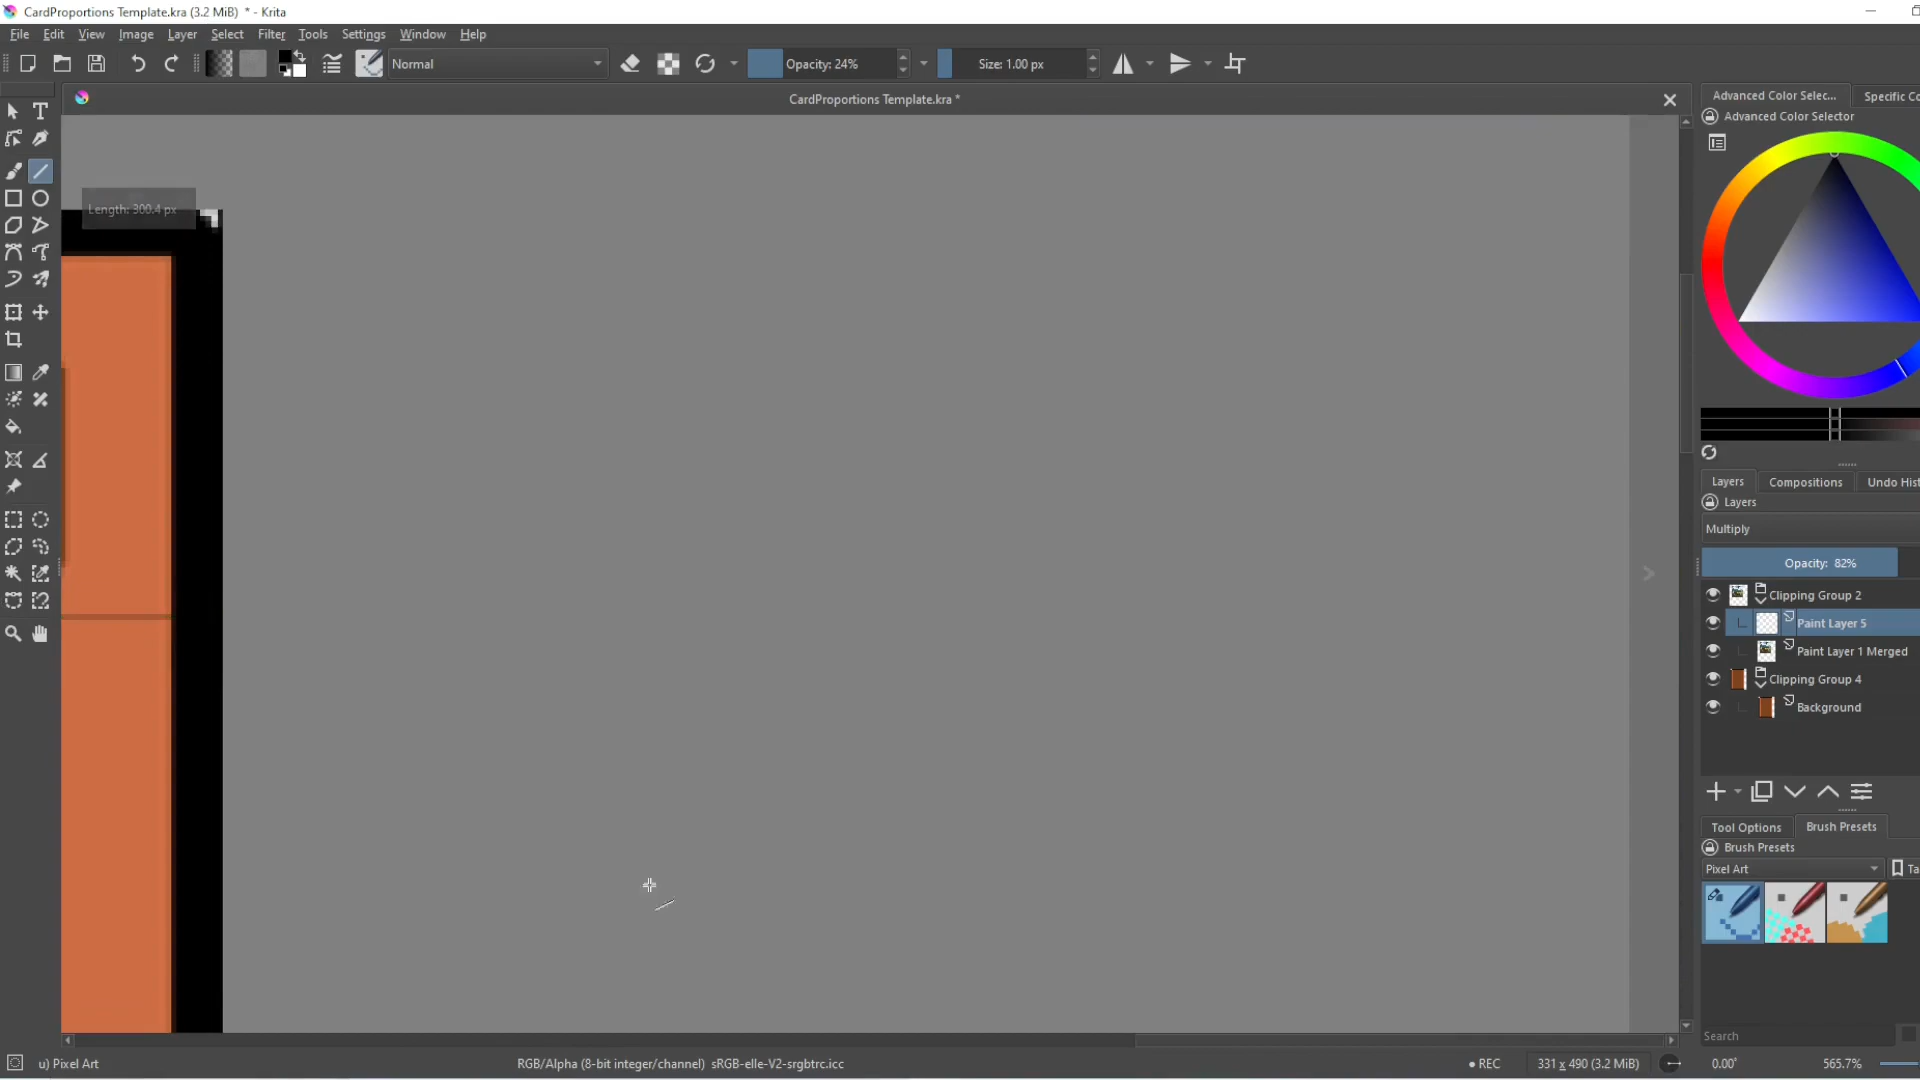 CardProportions Template.kra (3.2 MiB) * - Krita
File Edit View Image Layer Select Filter Tools Settings Window Help
Normal Opacity: 24% Size: 1.00 px
CardProportions Template.kra *
Advanced Color Selec... Specific Co
Advanced Color Selector
Length: 300.4 px
Layers Compositions Undo Hist
Layers
Multiply
Opacity: 82%
Clipping Group 2
Paint Layer 5
Paint Layer 1 Merged
Clipping Group 4
Background
Tool Options Brush Presets
Brush Presets
Pixel Art Ta
Search
u) Pixel Art RGB/Alpha (8-bit integer/channel) sRGB-elle-V2-srgbtrc.icc REC 331 x 490 (3.2 MiB) 0.00° 565.7%